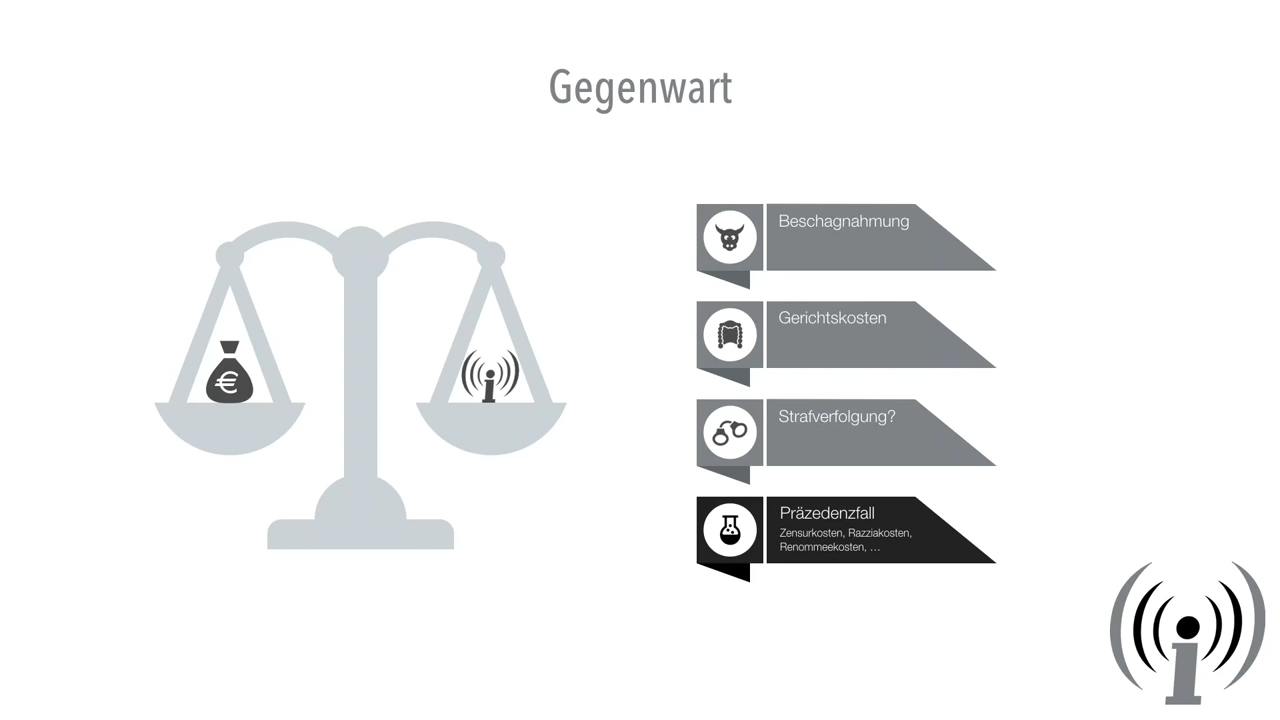 Gegenwart
Beschagnahmung
Gerichtskosten
Strafverfolgung?
Präzedenzfall
Zensurkosten, Razziakosten,
Renommeekosten, …
€
i
i